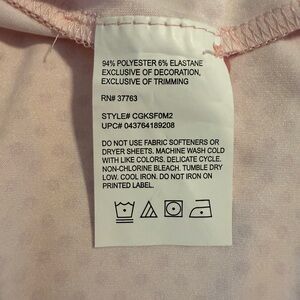 94% POLYESTER 6% ELASTANE
EXCLUSIVE OF DECORATION,
EXCLUSIVE OF TRIMMING
RN# 37763
STYLE# CGKSF0M2
UPC# 043764189208
DO NOT USE FABRIC SOFTENERS OR
DRYER SHEETS. MACHINE WASH COLD
WITH LIKE COLORS. DELICATE CYCLE.
NON-CHLORINE BLEACH. TUMBLE DRY
LOW. COOL IRON. DO NOT IRON ON
PRINTED LABEL.